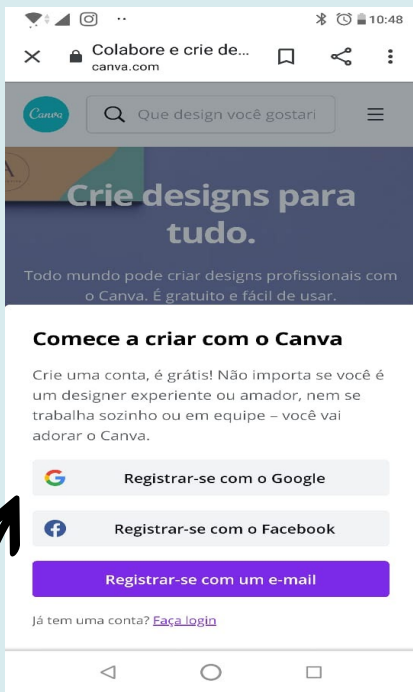 10:48
Colabore e crie de...
canva.com
Canva
Que design você gostari
A
Crie designs para
tudo.
Todo mundo pode criar designs profissionais com
o Canva. É gratuito e fácil de usar.
Comece a criar com o Canva
Crie uma conta, é grátis! Não importa se você é
um designer experiente ou amador, nem se
trabalha sozinho ou em equipe – você vai
adorar o Canva.
Registrar-se com o Google
Registrar-se com o Facebook
Registrar-se com um e-mail
Já tem uma conta? Faça login